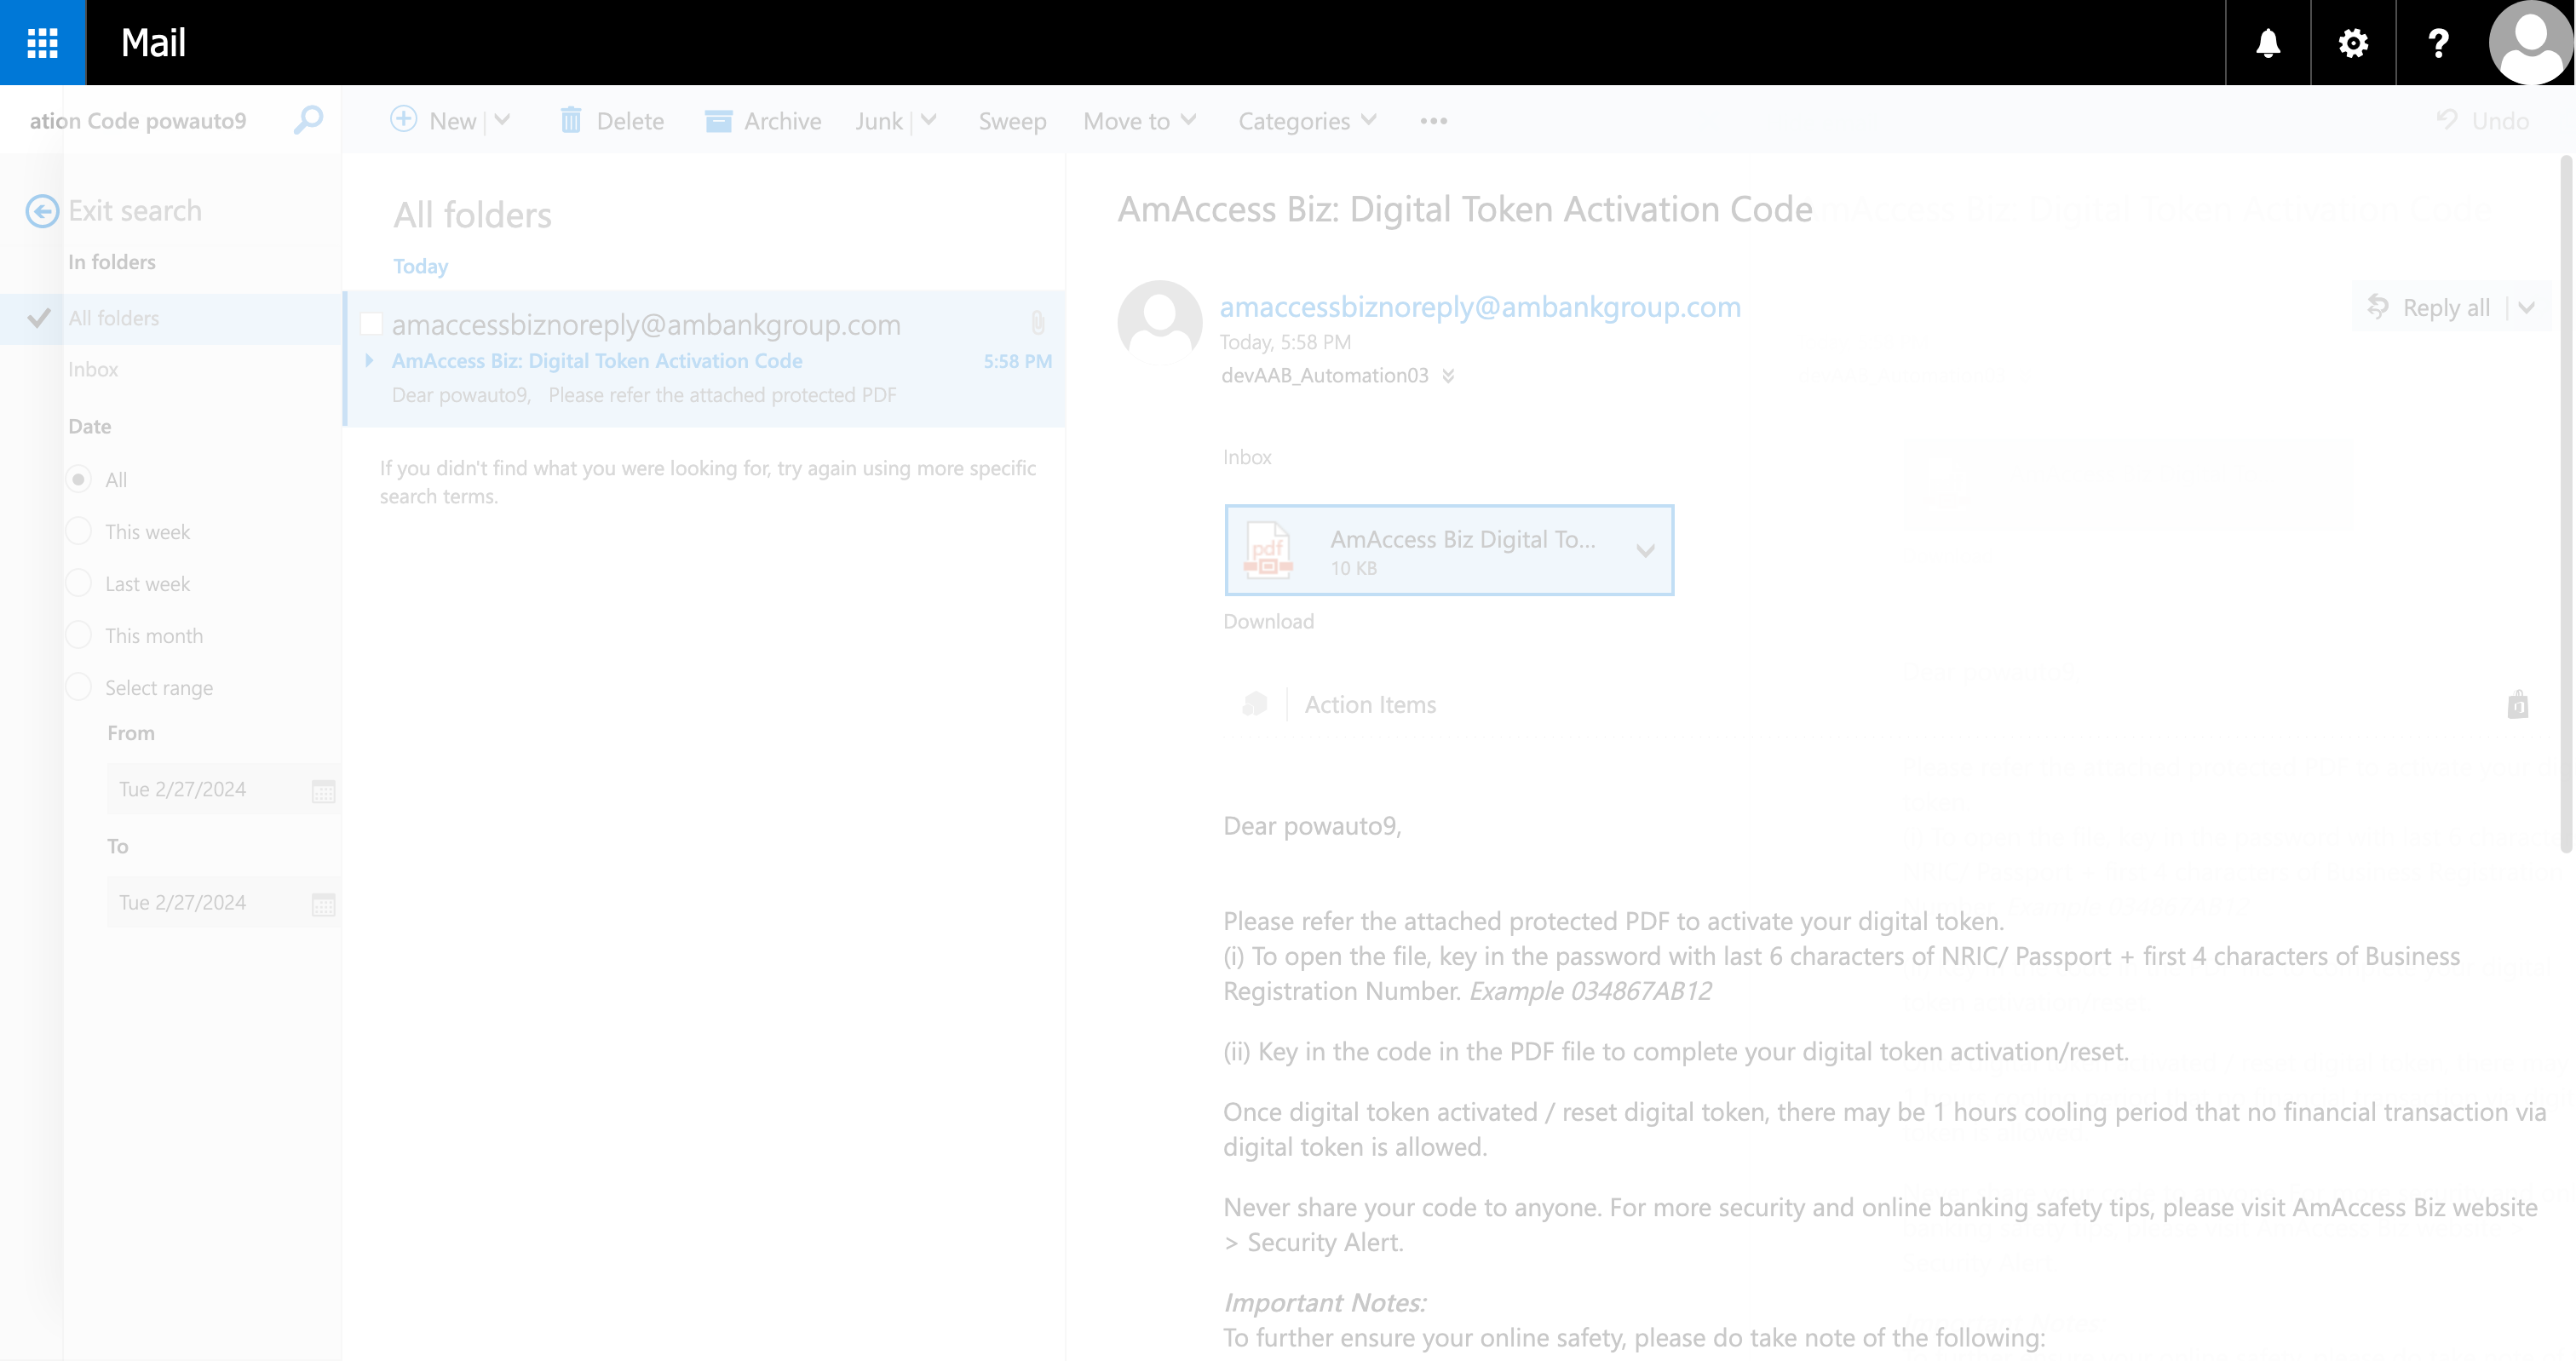 Mail
ation Code powauto9
New
Delete
Archive
Junk
Sweep
Move to
Categories
Undo
Exit search
In folders
All folders
Inbox
Date
All
This week
Last week
This month
Select range
From
Tue 2/27/2024
To
Tue 2/27/2024
All folders
Today
amaccessbiznoreply@ambankgroup.com
AmAccess Biz: Digital Token Activation Code 5:58 PM
Dear powauto9, Please refer the attached protected PDF
If you didn't find what you were looking for, try again using more specific
search terms.
AmAccess Biz: Digital Token Activation Code
mAccess Biz: Digital Token Activation Code
amaccessbiznoreply@ambankgroup.com
Reply all
Today, 5:58 PM
devAAB_Automation03
Inbox
pdf
AmAccess Biz Digital To...
10 KB
Download
Action Items
Dear powauto9,
Please refer the attached protected PDF to activate your digital token.
(i) To open the file, key in the password with last 6 characters of NRIC/ Passport + first 4 characters of Business
Registration Number. Example 034867AB12
(ii) Key in the code in the PDF file to complete your digital token activation/reset.
Once digital token activated / reset digital token, there may be 1 hours cooling period that no financial transaction via
digital token is allowed.
Never share your code to anyone. For more security and online banking safety tips, please visit AmAccess Biz website
> Security Alert.
Important Notes:
To further ensure your online safety, please do take note of the following: